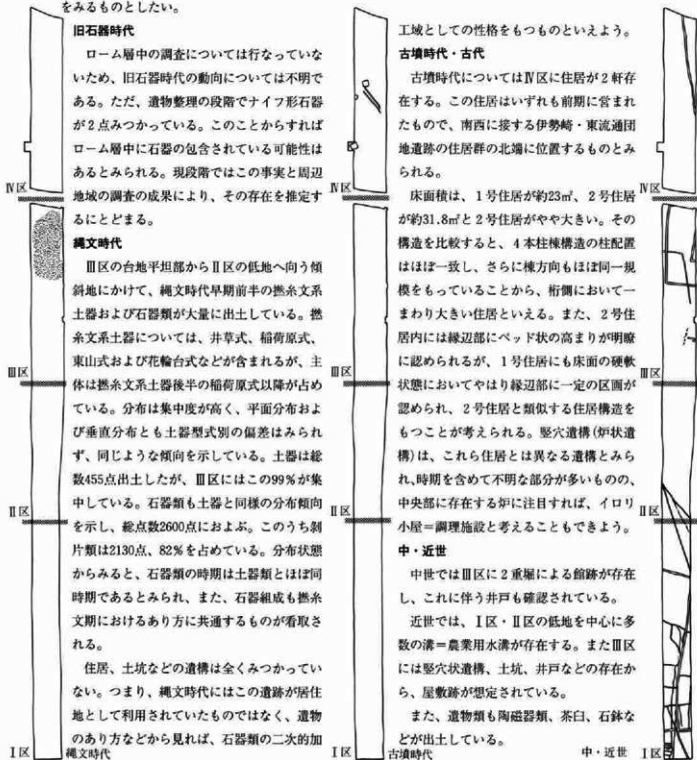 をみるものとしたい。
旧石器時代
ローム層中の調査については行なっていな
いため、旧石器時代の動向については不明で
ある。ただ、遺物整理の段階でナイフ形石器
が2点みつかっている。このことからすれば
ローム層中に石器の包含されている可能性は
あるとみられる。現段階ではこの事実と周辺
地域の調査の成果により、その存在を推定す
るにとどまる。
縄文時代
Ⅲ区の台地平坦部からⅡ区の低地へ向う傾
斜地にかけて、縄文時代早期前半の撚糸文系
土器および石器類が大量に出土している。撚
糸文系土器については、井草式、稲荷原式、
東山式および花輪台式などが含まれるが、主
体は撚糸文系土器後半の稲荷原式以降が占め
ている。分布は集中度が高く、平面分布およ
び垂直分布とも土器型式別の偏差はみられ
ず、同じような傾向を示している。土器は総
数455点出土したが、Ⅲ区にはこの99%が集
中している。石器類も土器と同様の分布傾向
を示し、総点数2600点におよぶ。このうち剝
片類は2130点、82%を占めている。分布状態
からみると、石器類の時期は土器類とほぼ同
時期であるとみられ、また、石器組成も撚糸
文期におけるあり方に共通するものが看取さ
れる。
住居、土坑などの遺構は全くみつかってい
ない。つまり、縄文時代にはこの遺跡が居住
地として利用されていたものではなく、遺物
のあり方などから見れば、石器類の二次的加
工域としての性格をもつものといえよう。
古墳時代・古代
古墳時代についてはⅣ区に住居が2軒存
在する。この住居はいずれも前期に営まれ
たもので、南西に接する伊勢崎・東流通団
地遺跡の住居群の北端に位置するものとみ
られる。
床面積は、1号住居が約23㎡、2号住居
が約31.8㎡と2号住居がやや大きい。その
構造を比較すると、4本柱棟構造の柱配置
はほぼ一致し、さらに棟方向もほぼ同一規
模をもっていることから、桁側において一
まわり大きい住居といえる。また、2号住
居内には縁辺部にベッド状の高まりが明瞭
に認められるが、1号住居にも床面の硬軟
状態においてやはり縁辺部に一定の区画が
認められ、2号住居と類似する住居構造を
もつことが考えられる。竪穴遺構(炉状遺
構)は、これら住居とは異なる遺構とみら
れ、時期を含めて不明な部分が多いものの、
中央部に存在する炉に注目すれば、イロリ
小屋=調理施設と考えることもできよう。
中・近世
中世ではⅢ区に2重堀による館跡が存在
し、これに伴う井戸も確認されている。
近世では、Ⅰ区・Ⅱ区の低地を中心に多
数の溝=農業用水溝が存在する。またⅢ区
には竪穴状遺構、土坑、井戸などの存在か
ら、屋敷跡が想定されている。
また、遺物類も陶磁器類、茶臼、石鉢な
どが出土している。
Ⅳ区
Ⅲ区
Ⅱ区
Ⅰ区
縄文時代
Ⅳ区
Ⅲ区
Ⅱ区
Ⅰ区
古墳時代
Ⅳ区
Ⅲ区
Ⅱ区
中・近世
Ⅰ区